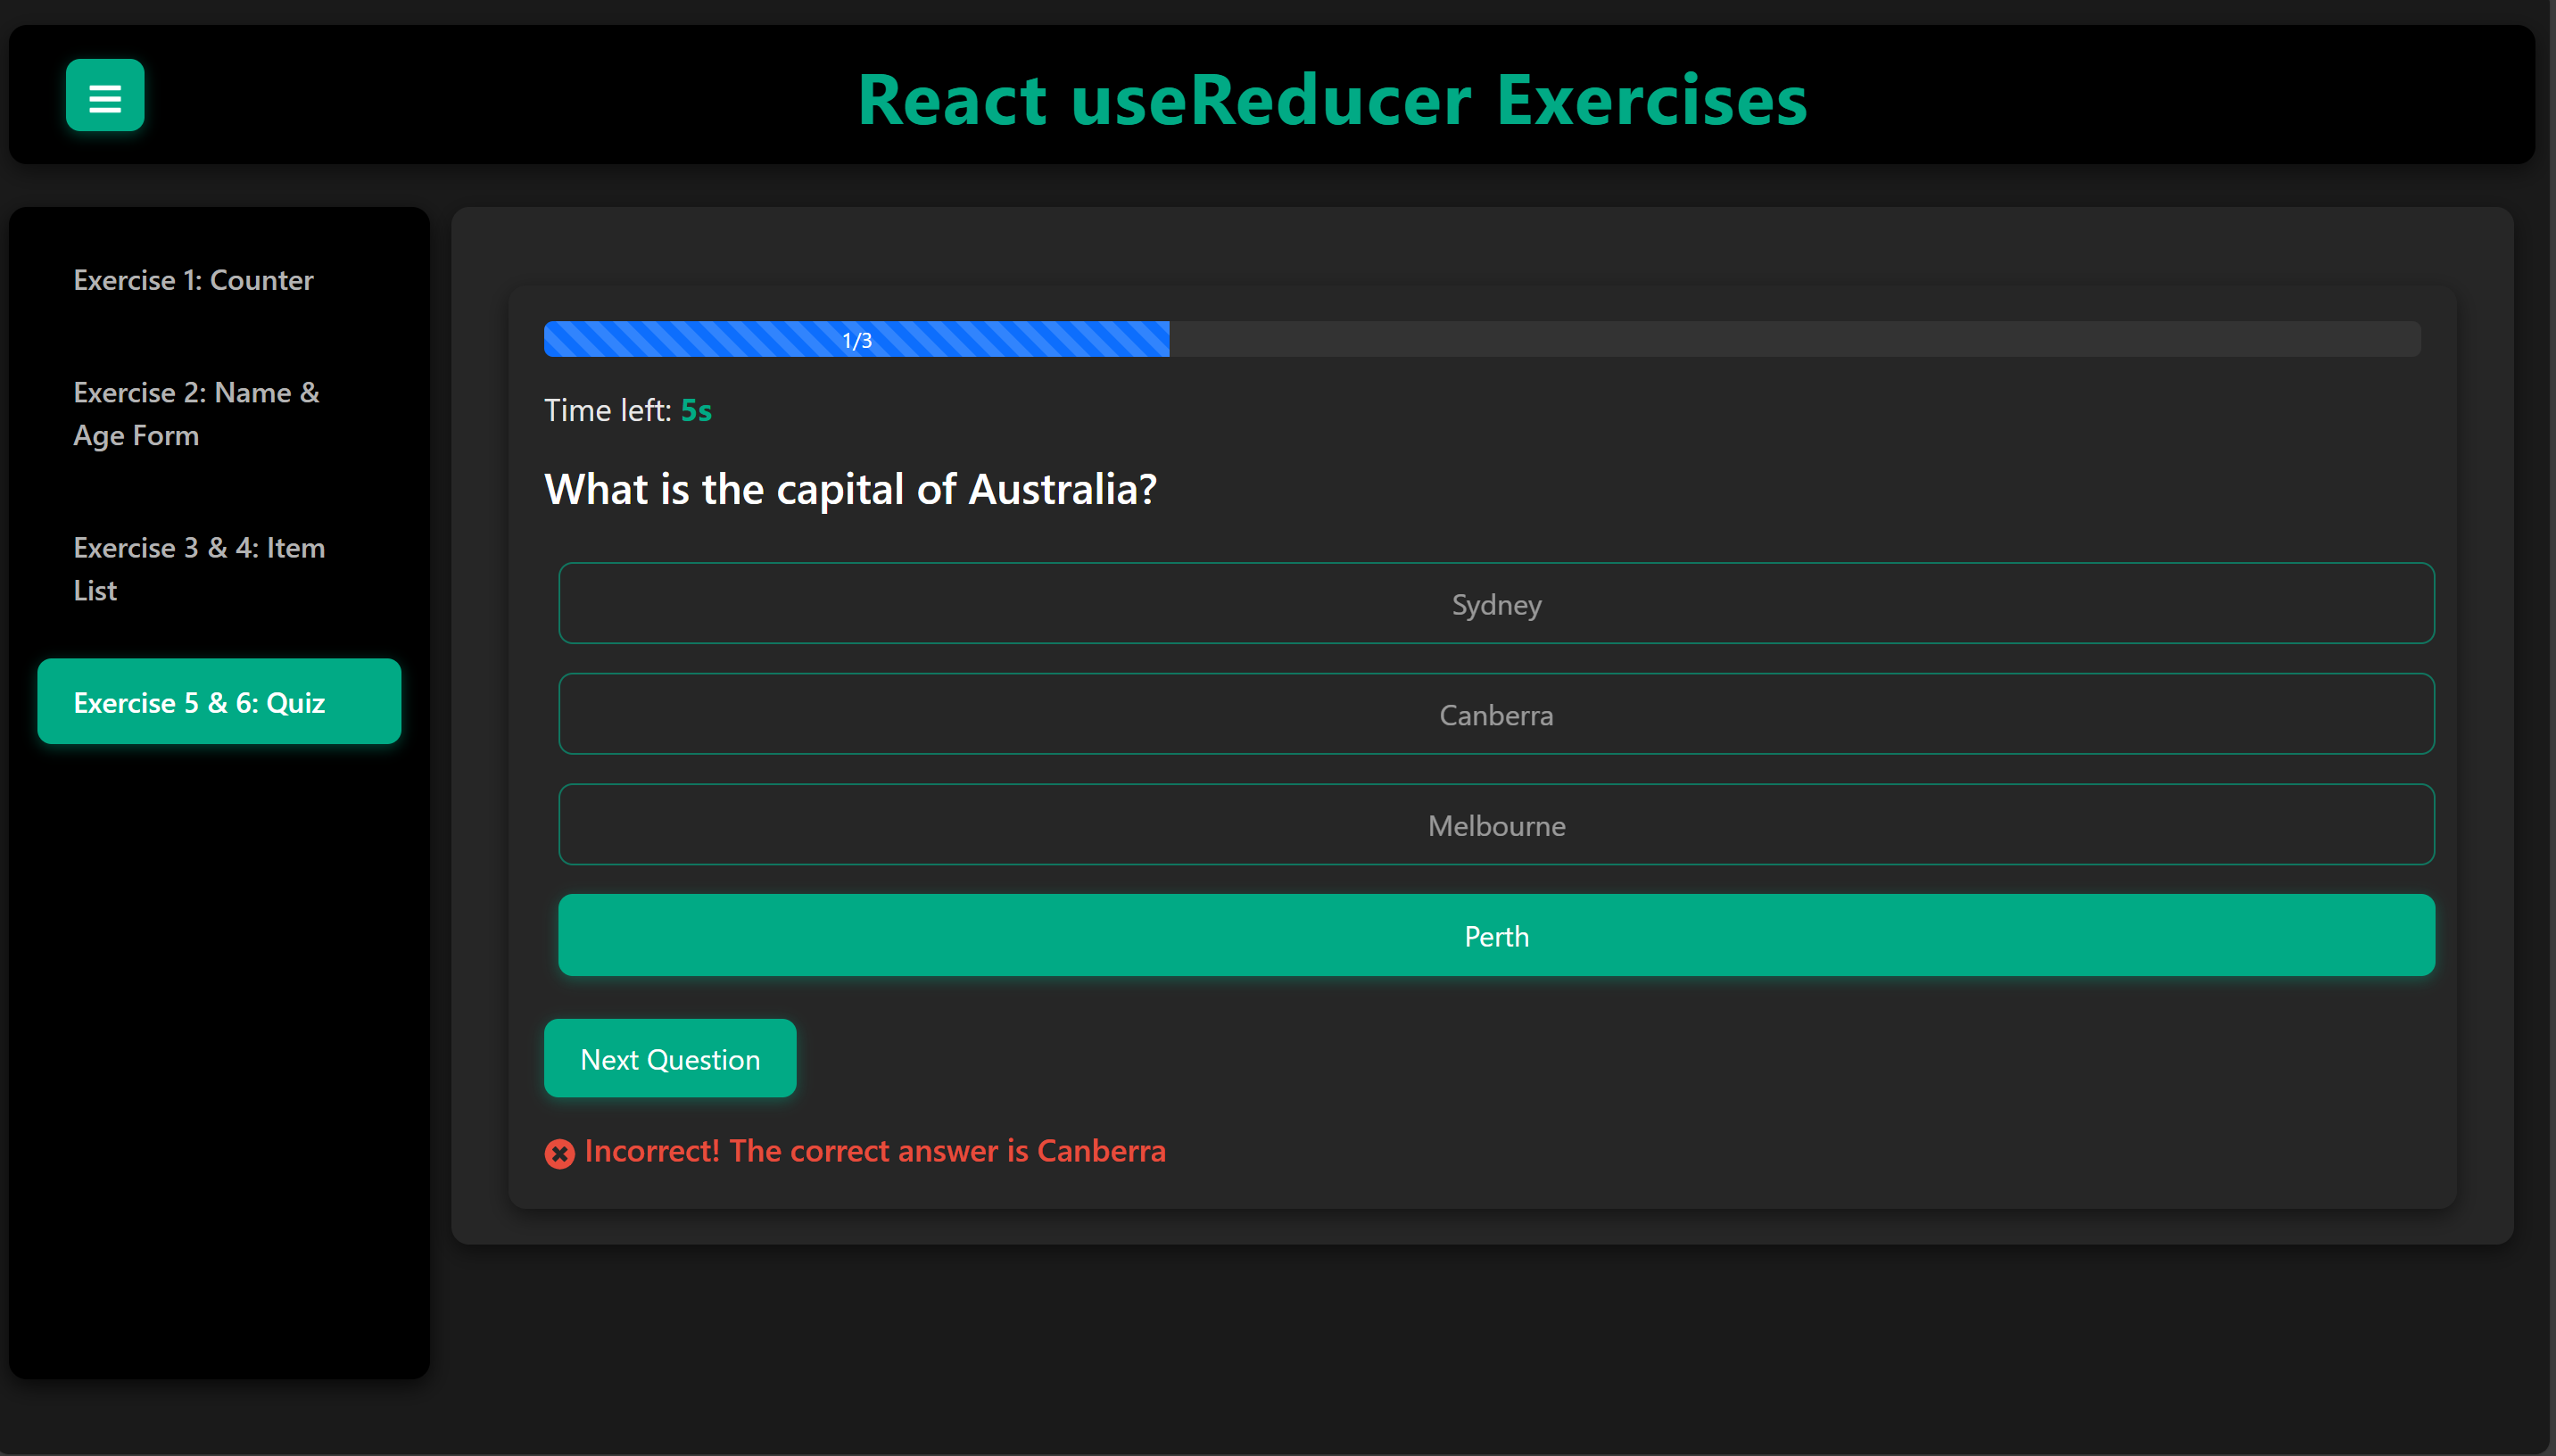 React useReducer Exercises
Exercise 1: Counter
Exercise 2: Name &
Age Form
Exercise 3 & 4: Item
List
Exercise 5 & 6: Quiz
1/3
Time left: 5s
What is the capital of Australia?
Sydney
Canberra
Melbourne
Perth
Next Question
Incorrect! The correct answer is Canberra